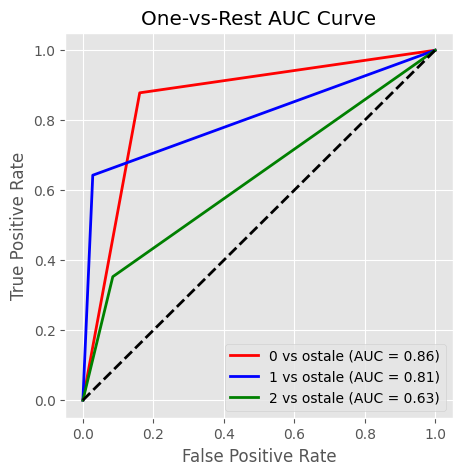 One-vs-Rest AUC Curve
1.0
0.8
0.6
0.4
0.2
0.0
True Positive Rate
0 vs ostale (AUC = 0.86)
1 vs ostale (AUC = 0.81)
2 vs ostale (AUC = 0.63)
0.0 0.2 0.4 0.6 0.8 1.0
False Positive Rate